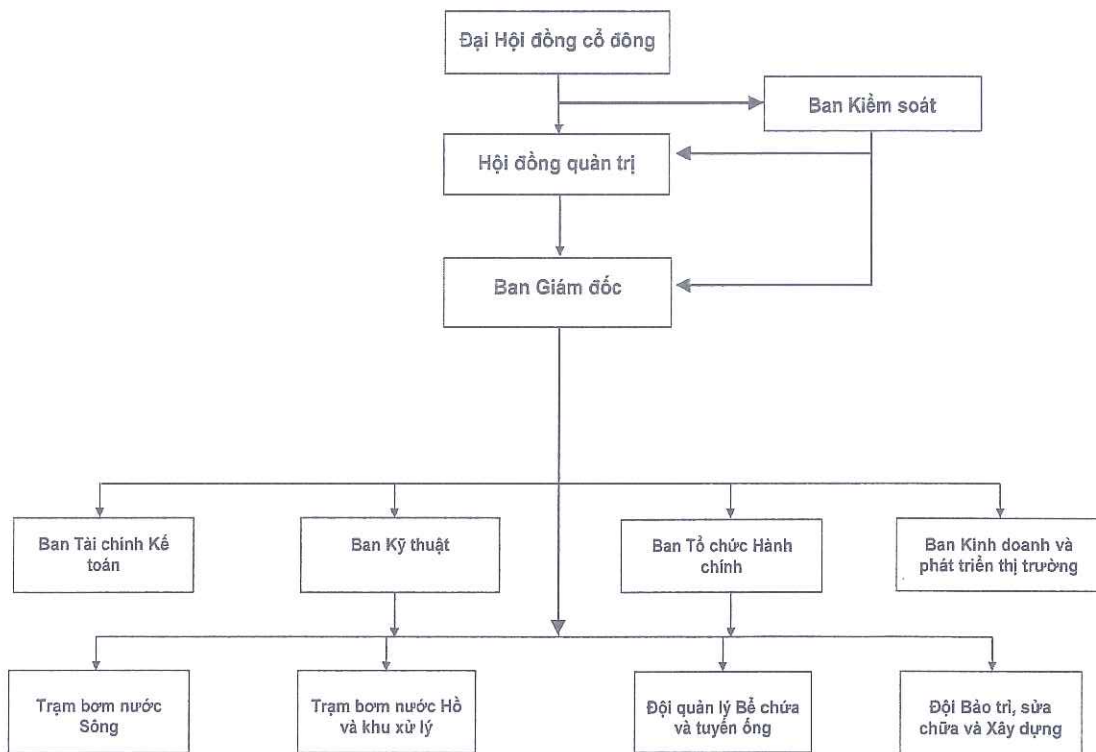 Đại Hội đồng cổ đông
Ban Kiểm soát
Hội đồng quản trị
Ban Giám đốc
Ban Tài chính Kế
toán
Ban Kỹ thuật
Ban Tổ chức Hành
chính
Ban Kinh doanh và
phát triển thị trường
Trạm bơm nước
Sông
Trạm bơm nước Hồ
và khu xử lý
Đội quản lý Bể chứa
và tuyến ống
Đội Bảo trì, sửa
chữa và Xây dựng